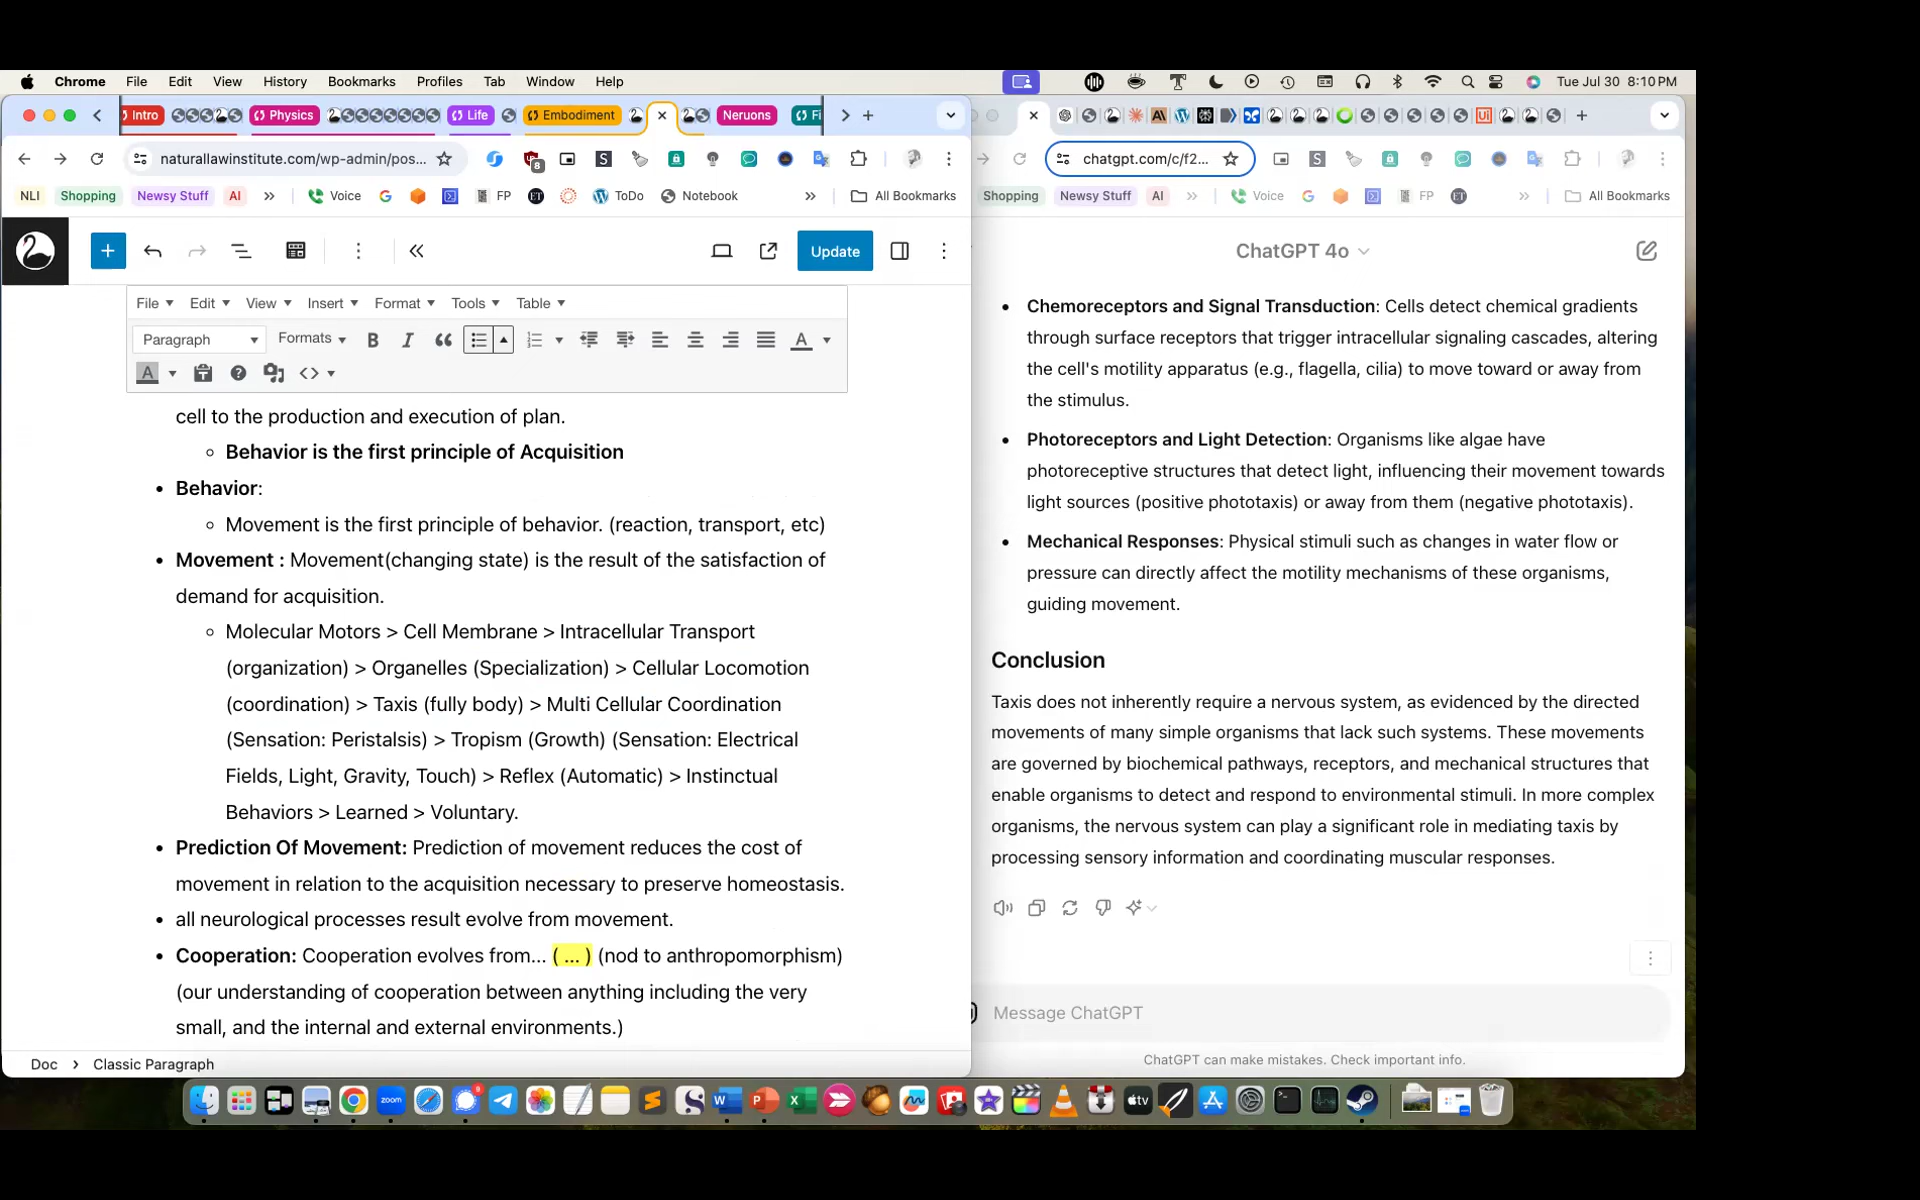 Chrome File Edit View History Bookmarks Profiles Tab Window Help
Tue Jul 30 8:10 PM
Intro Physics Life Embodiment Neruons Fi
naturallawinstitute.com/wp-admin/pos...
8
NLI Shopping Newsy Stuff AI » Voice FP ToDo Notebook » All Bookmarks
Update
File Edit View Insert Format Tools Table
Paragraph Formats
cell to the production and execution of plan.
Behavior is the first principle of Acquisition
Behavior:
Movement is the first principle of behavior. (reaction, transport, etc)
Movement : Movement(changing state) is the result of the satisfaction of
demand for acquisition.
Molecular Motors > Cell Membrane > Intracellular Transport
(organization) > Organelles (Specialization) > Cellular Locomotion
(coordination) > Taxis (fully body) > Multi Cellular Coordination
(Sensation: Peristalsis) > Tropism (Growth) (Sensation: Electrical
Fields, Light, Gravity, Touch) > Reflex (Automatic) > Instinctual
Behaviors > Learned > Voluntary.
Prediction Of Movement: Prediction of movement reduces the cost of
movement in relation to the acquisition necessary to preserve homeostasis.
all neurological processes result evolve from movement.
Cooperation: Cooperation evolves from... ( ... ) (nod to anthropomorphism)
(our understanding of cooperation between anything including the very
small, and the internal and external environments.)
Doc > Classic Paragraph
chatgpt.com/c/f2...
Shopping Newsy Stuff AI » Voice FP ET » All Bookmarks
ChatGPT 4o
Chemoreceptors and Signal Transduction: Cells detect chemical gradients
through surface receptors that trigger intracellular signaling cascades, altering
the cell's motility apparatus (e.g., flagella, cilia) to move toward or away from
the stimulus.
Photoreceptors and Light Detection: Organisms like algae have
photoreceptive structures that detect light, influencing their movement towards
light sources (positive phototaxis) or away from them (negative phototaxis).
Mechanical Responses: Physical stimuli such as changes in water flow or
pressure can directly affect the motility mechanisms of these organisms,
guiding movement.
Conclusion
Taxis does not inherently require a nervous system, as evidenced by the directed
movements of many simple organisms that lack such systems. These movements
are governed by biochemical pathways, receptors, and mechanical structures that
enable organisms to detect and respond to environmental stimuli. In more complex
organisms, the nervous system can play a significant role in mediating taxis by
processing sensory information and coordinating muscular responses.
Message ChatGPT
ChatGPT can make mistakes. Check important info.
zoom
tv